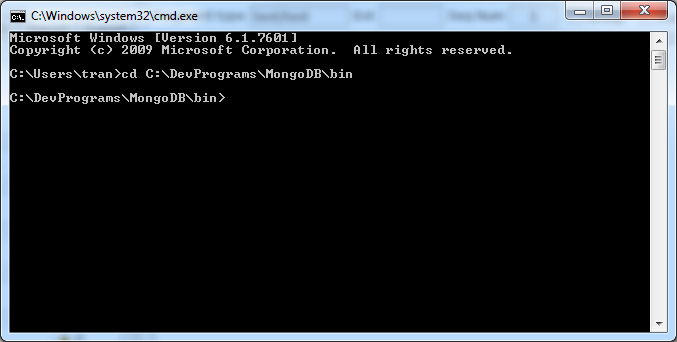 C:\Windows\system32\cmd.exe
Microsoft Windows [Version 6.1.7601]
Copyright (c) 2009 Microsoft Corporation.  All rights reserved.
C:\Users\tran>cd C:\DevPrograms\MongoDB\bin
C:\DevPrograms\MongoDB\bin>